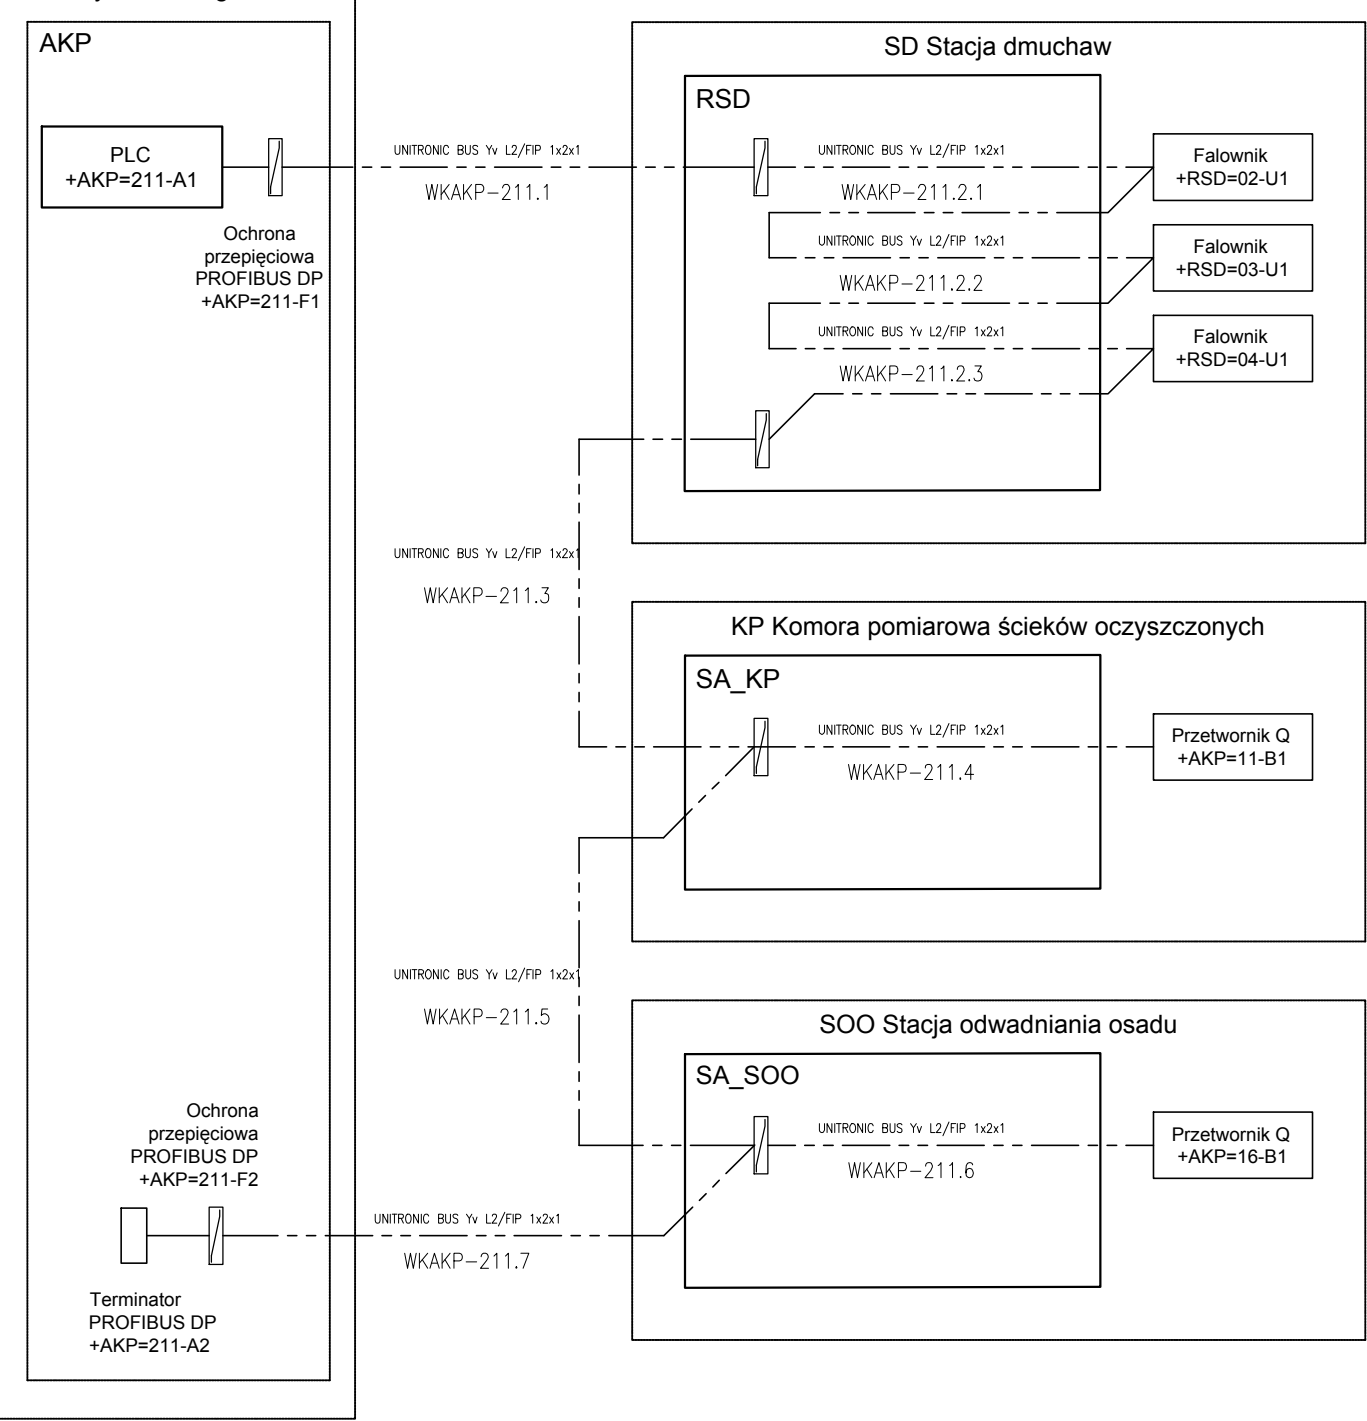 AKP
PLC
+AKP=211-A1
Ochrona
przepięciowa
PROFIBUS DP
+AKP=211-F1
UNITRONIC BUS Yv L2/FIP 1x2x1
WKAKP-211.1
SD Stacja dmuchaw
RSD
UNITRONIC BUS Yv L2/FIP 1x2x1
WKAKP-211.2.1
Falownik
+RSD=02-U1
UNITRONIC BUS Yv L2/FIP 1x2x1
WKAKP-211.2.2
Falownik
+RSD=03-U1
UNITRONIC BUS Yv L2/FIP 1x2x1
WKAKP-211.2.3
Falownik
+RSD=04-U1
UNITRONIC BUS Yv L2/FIP 1x2x1
WKAKP-211.3
KP Komora pomiarowa ścieków oczyszczonych
SA_KP
UNITRONIC BUS Yv L2/FIP 1x2x1
WKAKP-211.4
Przetwornik Q
+AKP=11-B1
UNITRONIC BUS Yv L2/FIP 1x2x1
WKAKP-211.5
SOO Stacja odwadniania osadu
SA_SOO
UNITRONIC BUS Yv L2/FIP 1x2x1
WKAKP-211.6
Przetwornik Q
+AKP=16-B1
Ochrona
przepięciowa
PROFIBUS DP
+AKP=211-F2
UNITRONIC BUS Yv L2/FIP 1x2x1
WKAKP-211.7
Terminator
PROFIBUS DP
+AKP=211-A2